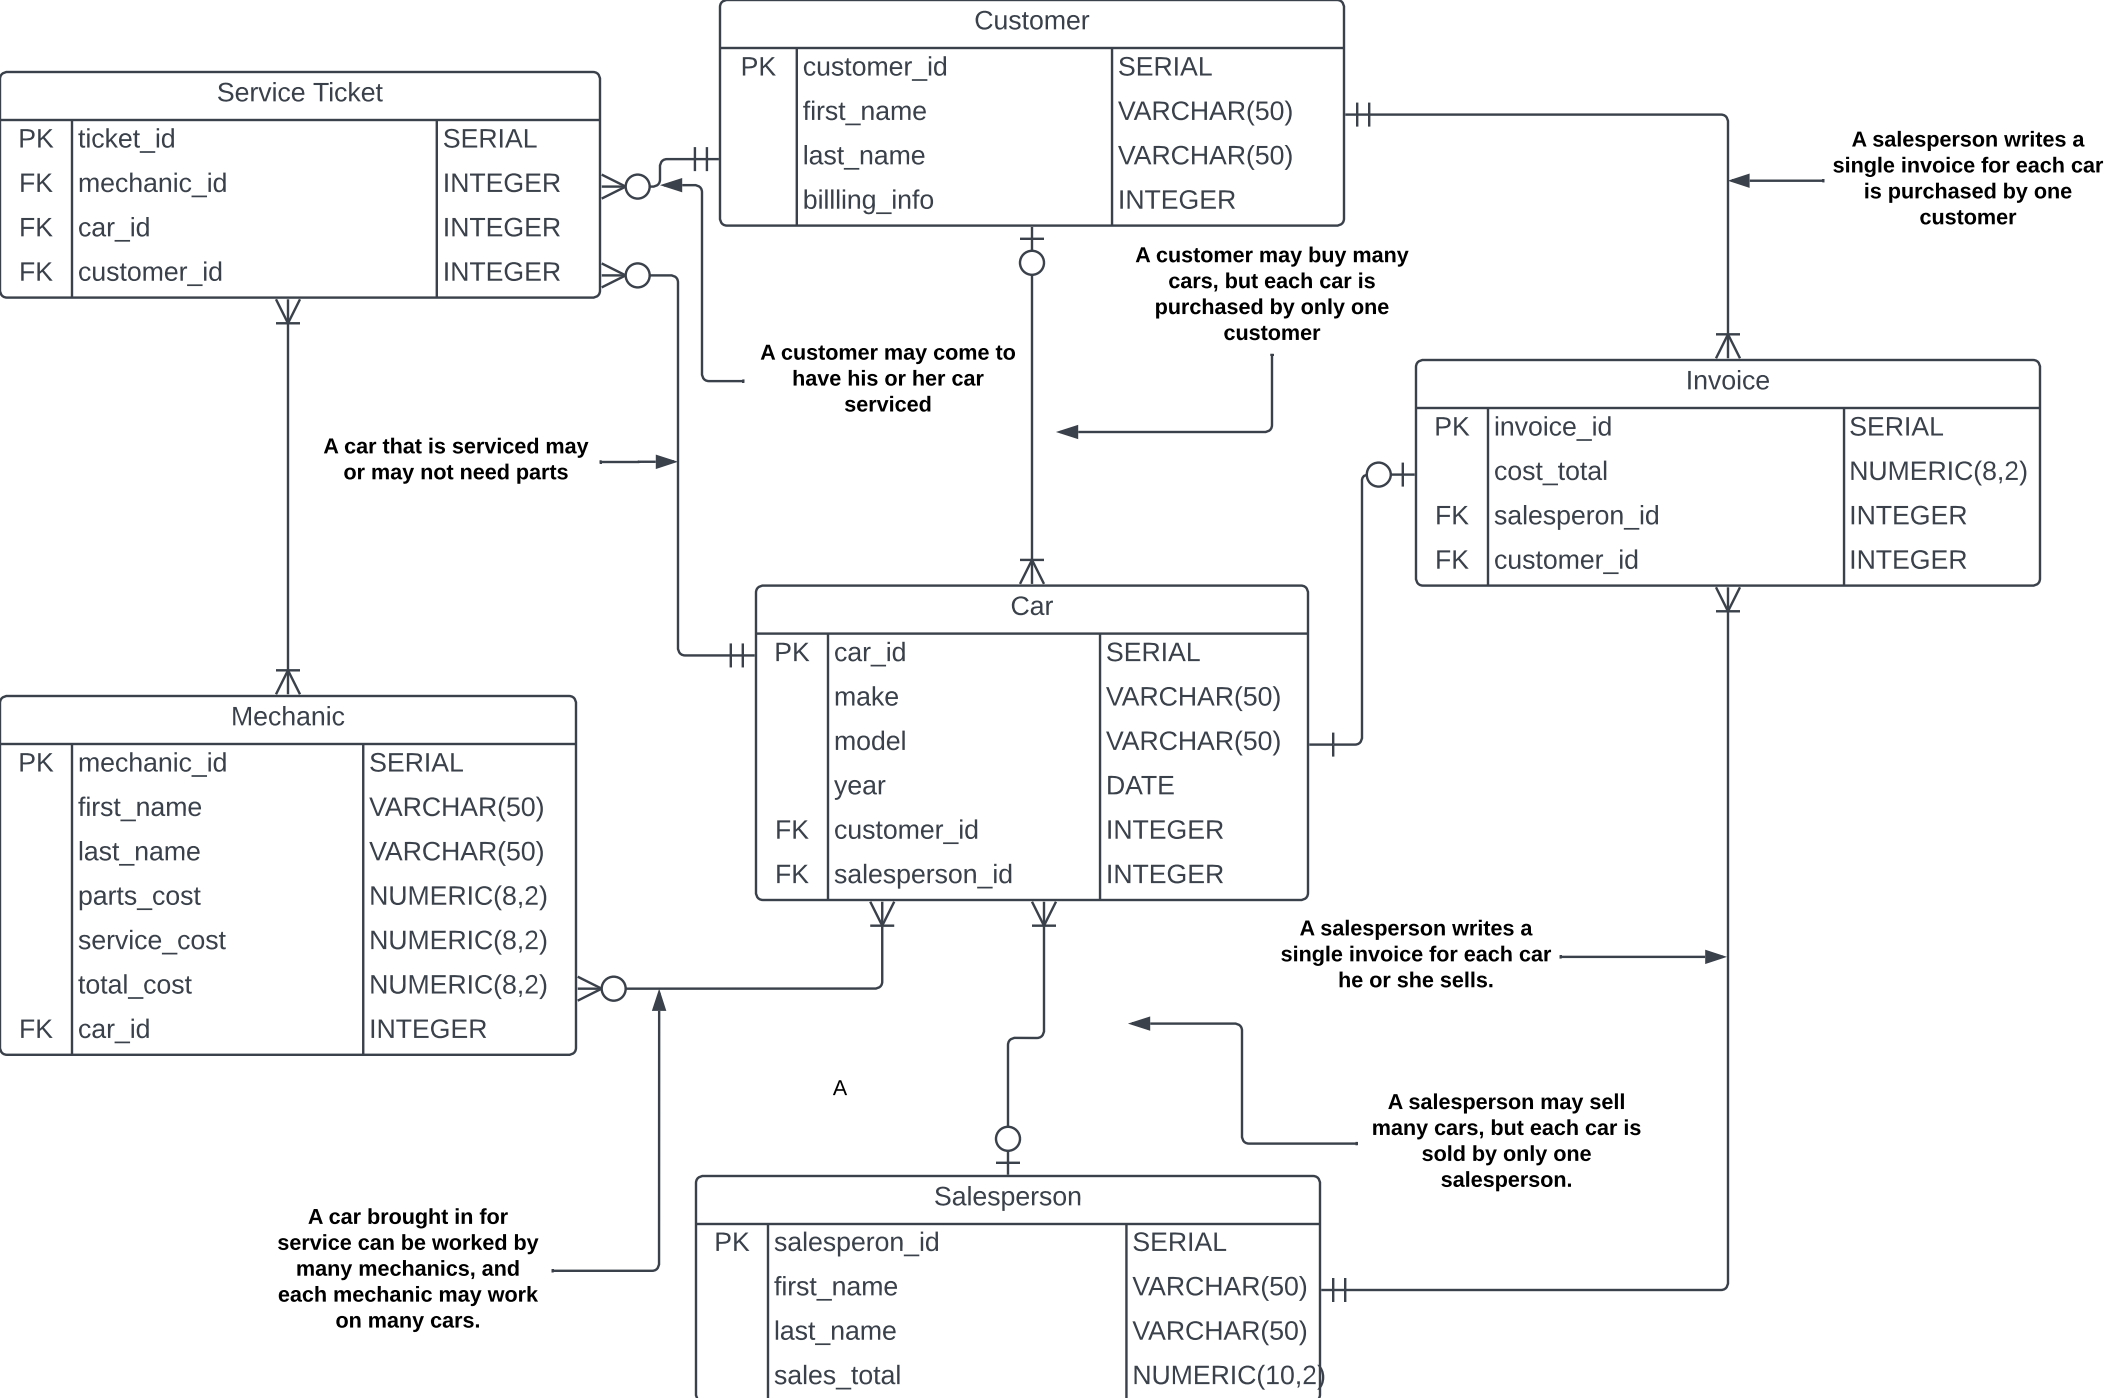 Customer
PK customer_id SERIAL
first_name VARCHAR(50)
last_name VARCHAR(50)
billling_info INTEGER
Service Ticket
PK ticket_id SERIAL
FK mechanic_id INTEGER
FK car_id INTEGER
FK customer_id INTEGER
A salesperson writes a
single invoice for each car
is purchased by one
customer
A customer may buy many
cars, but each car is
purchased by only one
customer
A customer may come to
have his or her car
serviced
A car that is serviced may
or may not need parts
Invoice
PK invoice_id SERIAL
cost_total NUMERIC(8,2)
FK salesperon_id INTEGER
FK customer_id INTEGER
Car
PK car_id SERIAL
make VARCHAR(50)
model VARCHAR(50)
year DATE
FK customer_id INTEGER
FK salesperson_id INTEGER
Mechanic
PK mechanic_id SERIAL
first_name VARCHAR(50)
last_name VARCHAR(50)
parts_cost NUMERIC(8,2)
service_cost NUMERIC(8,2)
total_cost NUMERIC(8,2)
FK car_id INTEGER
A salesperson writes a
single invoice for each car
he or she sells.
A
A salesperson may sell
many cars, but each car is
sold by only one
salesperson.
A car brought in for
service can be worked by
many mechanics, and
each mechanic may work
on many cars.
Salesperson
PK salesperon_id SERIAL
first_name VARCHAR(50)
last_name VARCHAR(50)
sales_total NUMERIC(10,2)